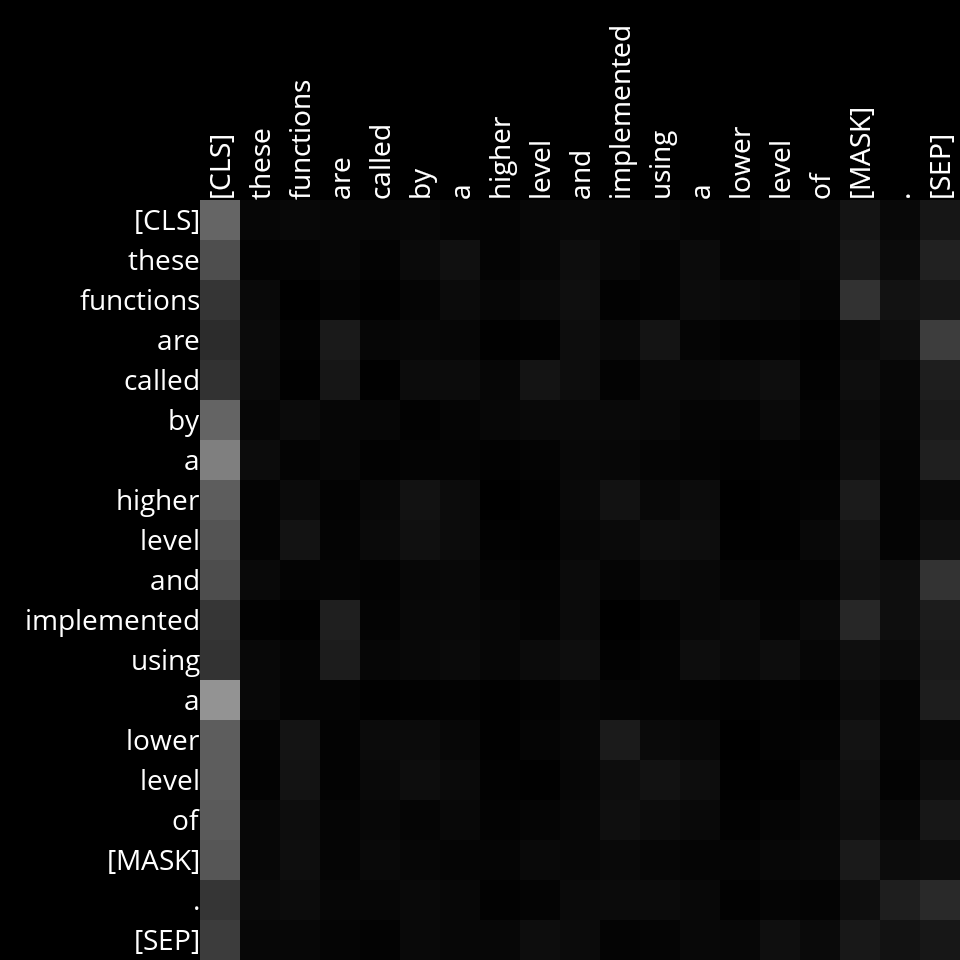 [CLS] these functions are called by a higher level and implemented using a lower level of [MASK] . [SEP]
[CLS]
these
functions
are
called
by
a
higher
level
and
implemented
using
a
lower
level
of
[MASK]
.
[SEP]